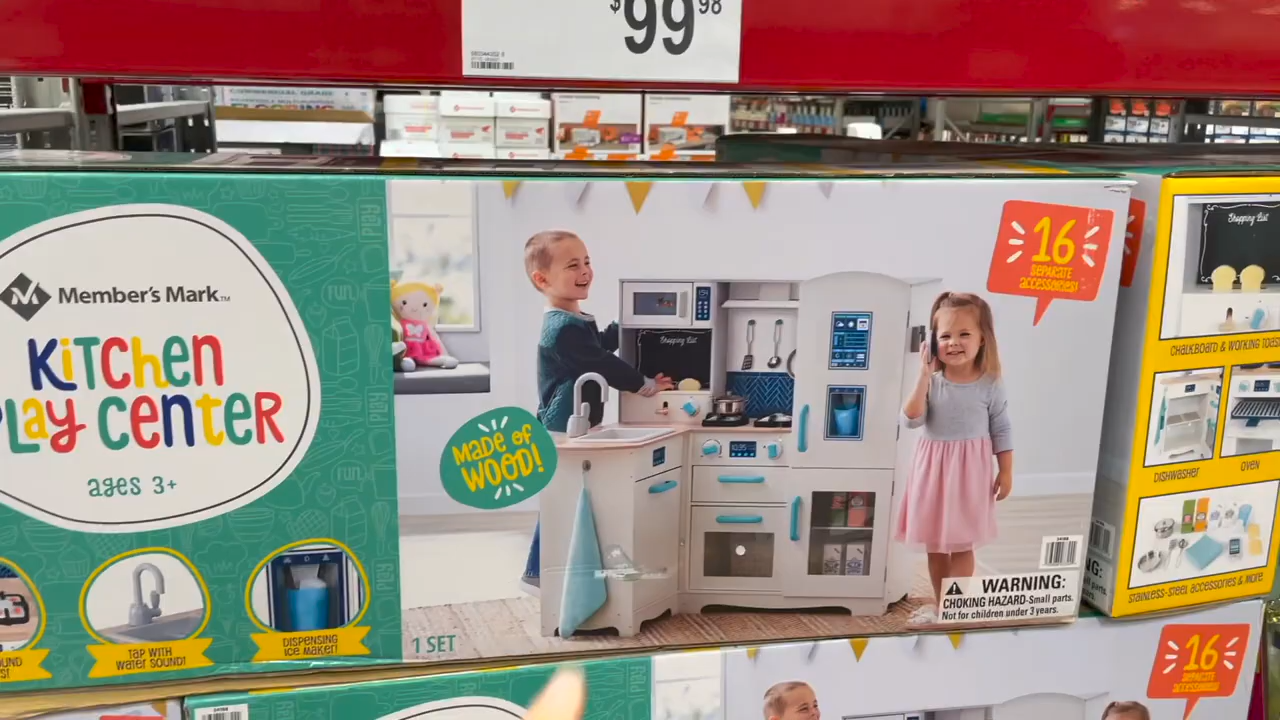 $99.98
Member's Mark™
KITCHEN
PLAY CENTER
ages 3+
TAP WITH
WATER SOUND!
DISPENSING
ICE MAKER!
MADE OF
WOOD!
1 SET
Shopping List
16
SEPARATE
ACCESSORIES!
WARNING:
CHOKING HAZARD-Small parts.
Not for children under 3 years.
Shopping List
CHALKBOARD & WORKING
DISHWASHER
OVEN
STAINLESS-STEEL ACCESSORIES & MORE
16
SEPARATE
ACCESSORIES!